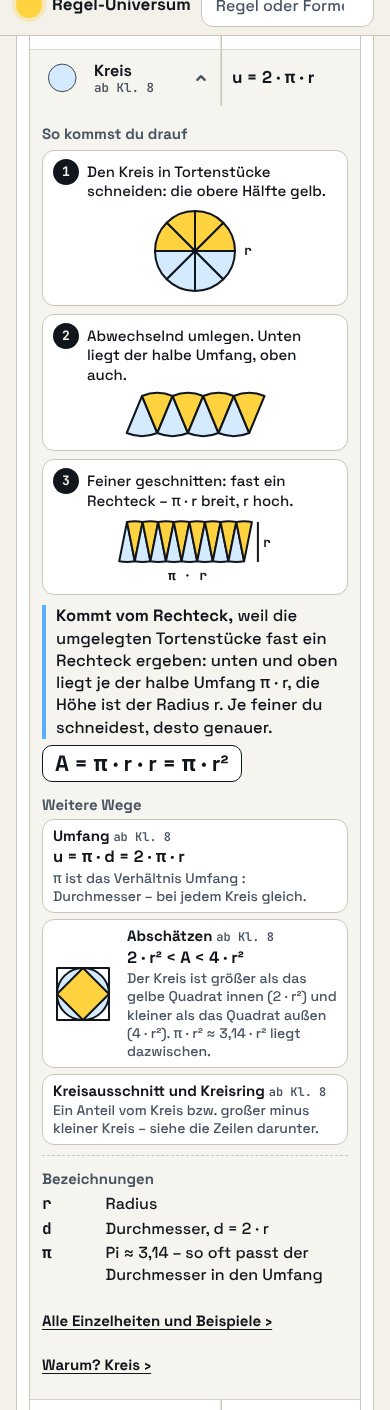 Regel-Universum
Regel oder Forme
Kreis
ab Kl. 8
u = 2 · π · r
So kommst du drauf
1
Den Kreis in Tortenstücke
schneiden: die obere Hälfte gelb.
r
2
Abwechselnd umlegen. Unten
liegt der halbe Umfang, oben
auch.
3
Feiner geschnitten: fast ein
Rechteck – π · r breit, r hoch.
r
π · r
Kommt vom Rechteck, weil die
umgelegten Tortenstücke fast ein
Rechteck ergeben: unten und oben
liegt je der halbe Umfang π · r, die
Höhe ist der Radius r. Je feiner du
schneidest, desto genauer.
A = π · r · r = π · r²
Weitere Wege
Umfang ab Kl. 8
u = π · d = 2 · π · r
π ist das Verhältnis Umfang :
Durchmesser – bei jedem Kreis gleich.
Abschätzen ab Kl. 8
2 · r² < A < 4 · r²
Der Kreis ist größer als das
gelbe Quadrat innen (2 · r²) und
kleiner als das Quadrat außen
(4 · r²). π · r² ≈ 3,14 · r² liegt
dazwischen.
Kreisausschnitt und Kreisring ab Kl. 8
Ein Anteil vom Kreis bzw. großer minus
kleiner Kreis – siehe die Zeilen darunter.
Bezeichnungen
r Radius
d Durchmesser, d = 2 · r
π Pi ≈ 3,14 – so oft passt der
Durchmesser in den Umfang
Alle Einzelheiten und Beispiele >
Warum? Kreis >